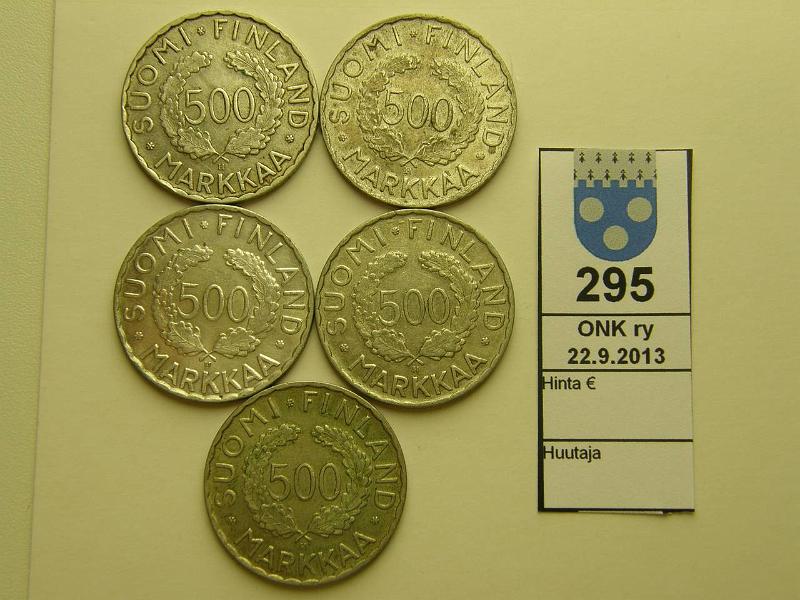 SUOMI * FINLAND
500
MARKKAA
SUOMI * FINLAND
500
MARKKAA
SUOMI * FINLAND
500
MARKKAA
SUOMI * FINLAND
500
MARKKAA
SUOMI * FINLAND
500
MARKKAA
295
ONK ry
22.9.2013
Hinta €
Huutaja